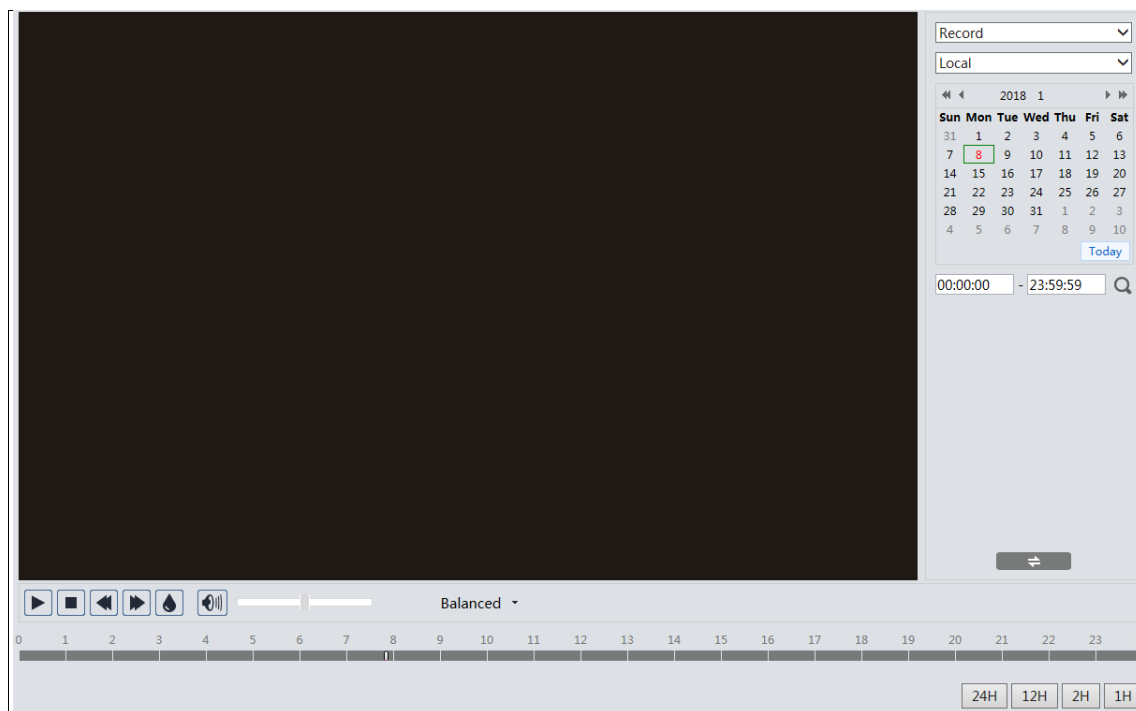 Record
Local
2018 1
Sun Mon Tue Wed Thu Fri Sat
31 1 2 3 4 5 6
7 8 9 10 11 12 13
14 15 16 17 18 19 20
21 22 23 24 25 26 27
28 29 30 31 1 2 3
4 5 6 7 8 9 10
Today
00:00:00 - 23:59:59
Balanced
0 1 2 3 4 5 6 7 8 9 10 11 12 13 14 15 16 17 18 19 20 21 22 23
24H 12H 2H 1H